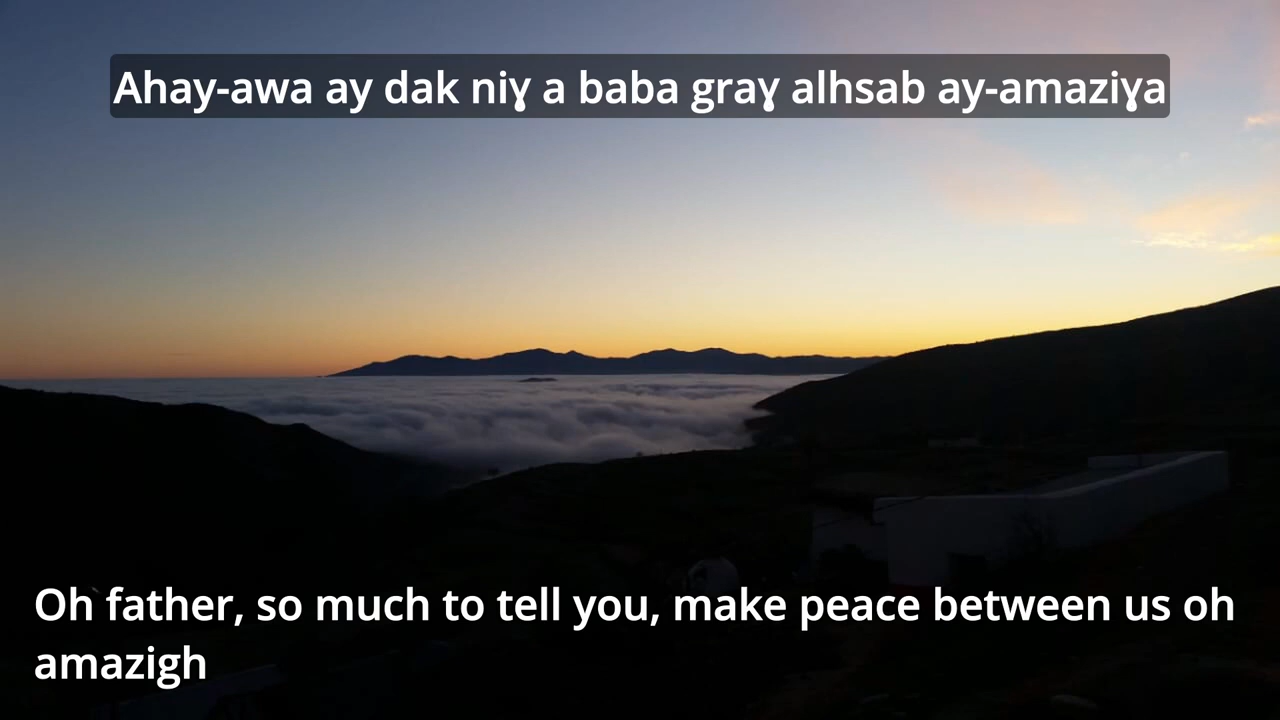 Ahay-awa ay dak niɣ a baba graɣ alhsab ay-amaziɣa
Oh father, so much to tell you, make peace between us oh
amazigh